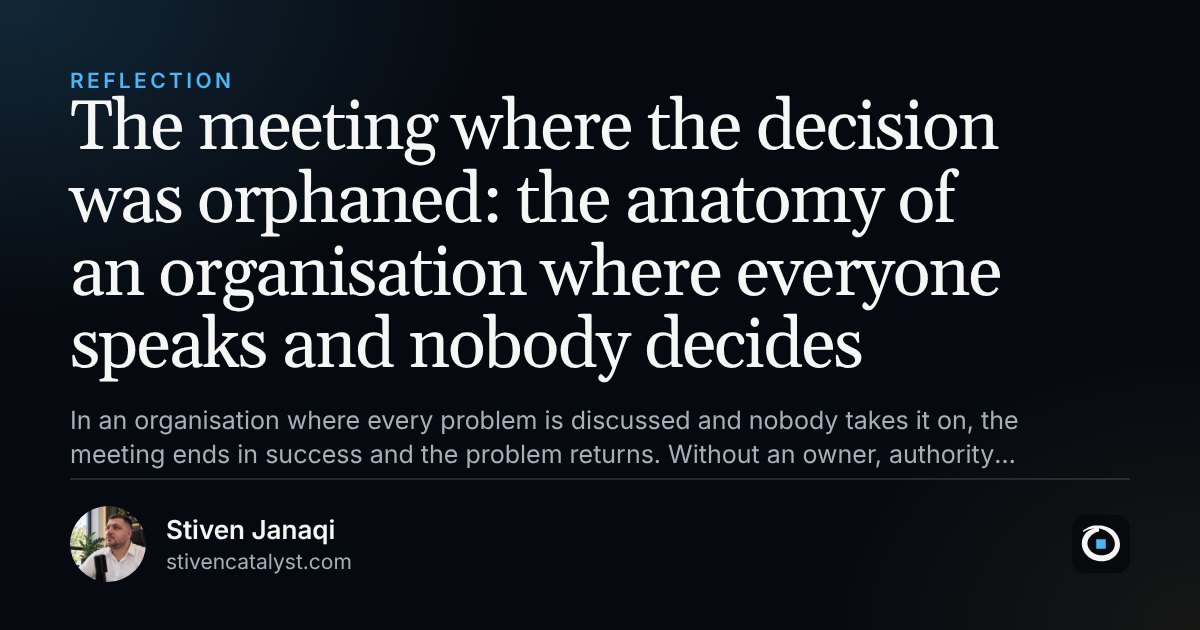 REFLECTION
The meeting where the decision
was orphaned: the anatomy of
an organisation where everyone
speaks and nobody decides
In an organisation where every problem is discussed and nobody takes it on, the
meeting ends in success and the problem returns. Without an owner, authority...
Stiven Janaqi
stivencatalyst.com